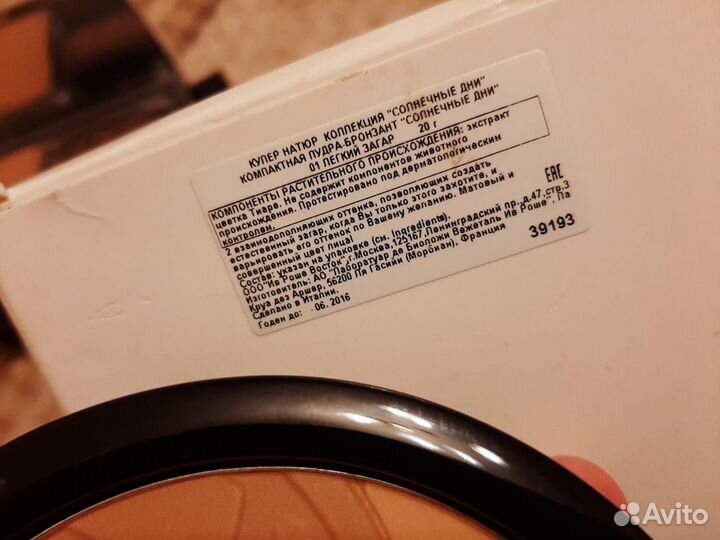 КУПЕР НАТЮР КОЛЛЕКЦИЯ "СОЛНЕЧНЫЕ ДНИ"
КОМПАКТНАЯ ПУДРА-БРОНЗАНТ "СОЛНЕЧНЫЕ ДНИ"
01 ЛЕГКИЙ ЗАГАР 20 г
КОМПОНЕНТЫ РАСТИТЕЛЬНОГО ПРОИСХОЖДЕНИЯ: экстракт
цветка Тиаре. Не содержит компонентов животного
происхождения. Протестировано под дерматологическим
контролем.
2 взаимодополняющих оттенка, позволяющих создать
естественный загар, когда Вы только этого захотите, и
варьировать его оттенок по Вашему желанию. Матовый и
совершенный цвет лица!
Состав: указан на упаковке (см. Ingredients).
ООО"Ив Роше Восток",г.Москва,125167,Ленинградский пр.,д.47,стр.3
Изготовитель: АО "Лаборатуар де Биоложи Вежеталь Ив Роше", Ла
Круа дез Аршер, 56200 Ля Гасийи (Морбиан), Франция
Сделано в Италии.
Годен до: 06. 2016
EAC
39193
Avito